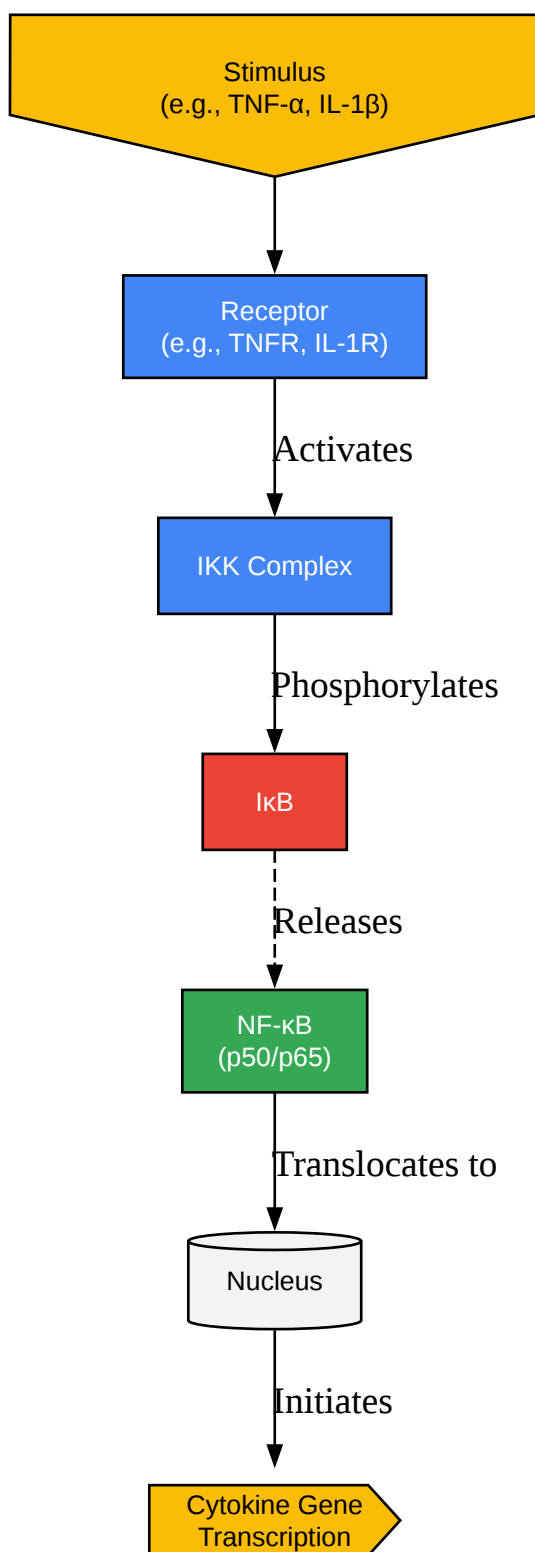 Stimulus
(e.g., TNF-α, IL-1β)
Receptor
(e.g., TNFR, IL-1R)
Activates
IKK Complex
Phosphorylates
IκB
Releases
NF-κB
(p50/p65)
Translocates to
Nucleus
Initiates
Cytokine Gene
Transcription